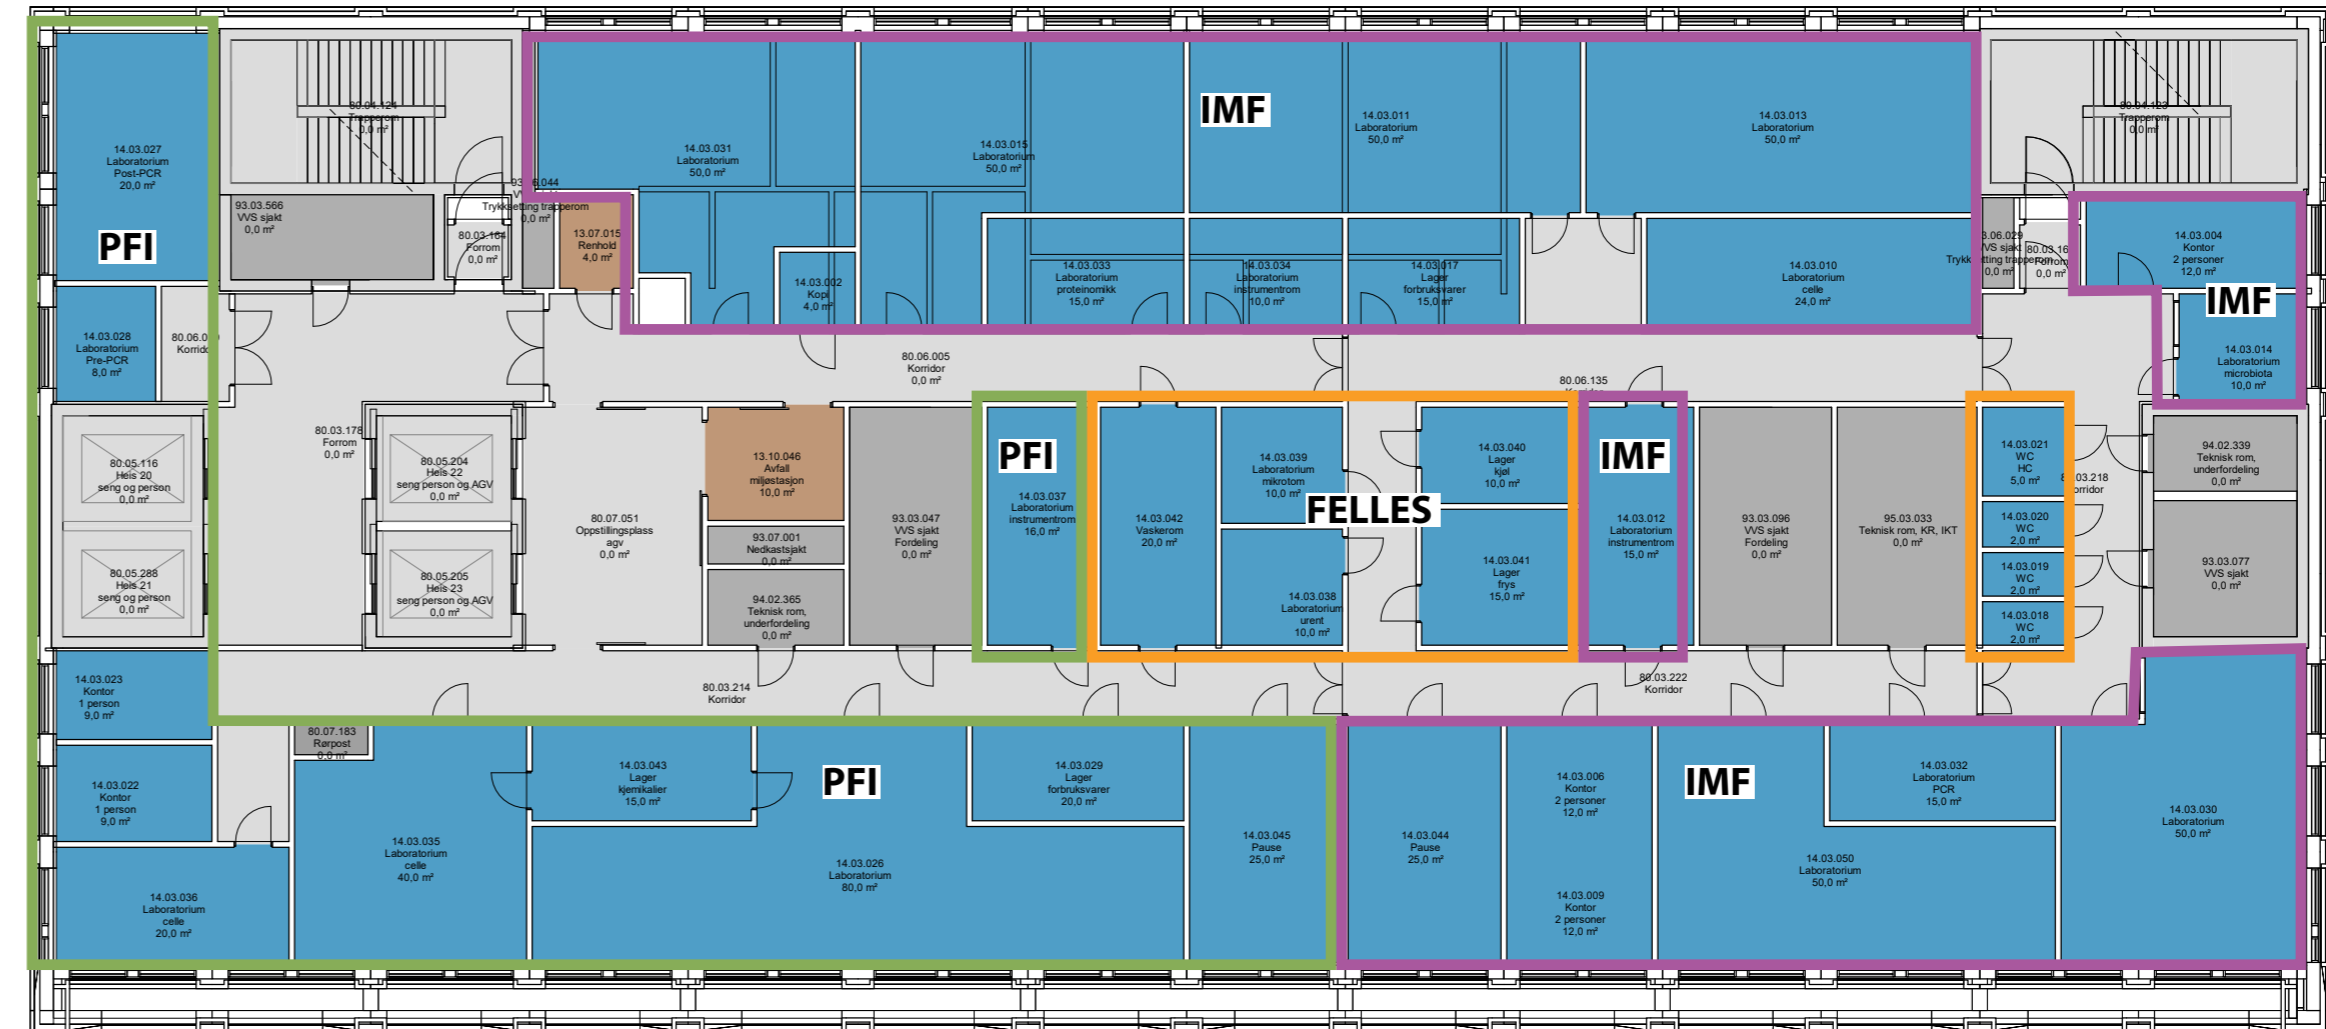 80.04.124
Trapperom
0,0 m²
IMF
80.04.123
Trapperom
0,0 m²
14.03.027
Laboratorium
Post-PCR
20,0 m²
14.03.031
Laboratorium
50,0 m²
14.03.015
Laboratorium
50,0 m²
14.03.011
Laboratorium
50,0 m²
14.03.013
Laboratorium
50,0 m²
Trykksetting trapperom
0,0 m²
93.03.566
VVS sjakt
0,0 m²
PFI
80.03.164
Forrom
0,0 m²
13.07.015
Renhold
4,0 m²
14.03.002
Kopi
4,0 m²
14.03.033
Laboratorium
proteinomikk
15,0 m²
14.03.034
Laboratorium
instrumentrom
10,0 m²
14.03.017
Lager
forbruksvarer
15,0 m²
14.03.010
Laboratorium
celle
24,0 m²
VVS sjakt
0,0 m²
Forrom
0,0 m²
14.03.004
Kontor
2 personer
12,0 m²
IMF
14.03.014
Laboratorium
microbiota
10,0 m²
14.03.028
Laboratorium
Pre-PCR
8,0 m²
Korridor
80.06.005
Korridor
0,0 m²
80.06.135
80.03.178
Forrom
0,0 m²
80.05.116
Heis 20
seng og person
0,0 m²
80.05.204
Heis 22
seng person og AGV
0,0 m²
80.05.288
Heis 21
seng og person
0,0 m²
80.05.205
Heis 23
seng person og AGV
0,0 m²
80.07.051
Oppstillingsplass
agv
0,0 m²
13.10.046
Avfall
miljøstasjon
10,0 m²
93.07.001
Nedkastsjakt
0,0 m²
94.02.365
Teknisk rom,
underfordeling
0,0 m²
93.03.047
VVS sjakt
Fordeling
0,0 m²
PFI
14.03.037
Laboratorium
instrumentrom
16,0 m²
14.03.042
Vaskerom
20,0 m²
14.03.039
Laboratorium
mikrotom
10,0 m²
14.03.038
Laboratorium
urent
10,0 m²
FELLES
14.03.040
Lager
kjøl
10,0 m²
14.03.041
Lager
frys
15,0 m²
IMF
14.03.012
Laboratorium
instrumentrom
15,0 m²
93.03.096
VVS sjakt
Fordeling
0,0 m²
95.03.033
Teknisk rom, KR, IKT
0,0 m²
14.03.021
WC
HC
5,0 m²
14.03.020
WC
2,0 m²
14.03.019
WC
2,0 m²
14.03.018
WC
2,0 m²
94.02.339
Teknisk rom,
underfordeling
0,0 m²
93.03.077
VVS sjakt
0,0 m²
80.03.214
Korridor
80.03.222
Korridor
14.03.023
Kontor
1 person
9,0 m²
14.03.022
Kontor
1 person
9,0 m²
14.03.036
Laboratorium
celle
20,0 m²
80.07.183
Rørpost
0,0 m²
14.03.035
Laboratorium
celle
40,0 m²
14.03.043
Lager
kjemikalier
15,0 m²
PFI
14.03.026
Laboratorium
80,0 m²
14.03.029
Lager
forbruksvarer
20,0 m²
14.03.045
Pause
25,0 m²
14.03.044
Pause
25,0 m²
14.03.006
Kontor
2 personer
12,0 m²
14.03.009
Kontor
2 personer
12,0 m²
IMF
14.03.050
Laboratorium
50,0 m²
14.03.032
Laboratorium
PCR
15,0 m²
14.03.030
Laboratorium
50,0 m²